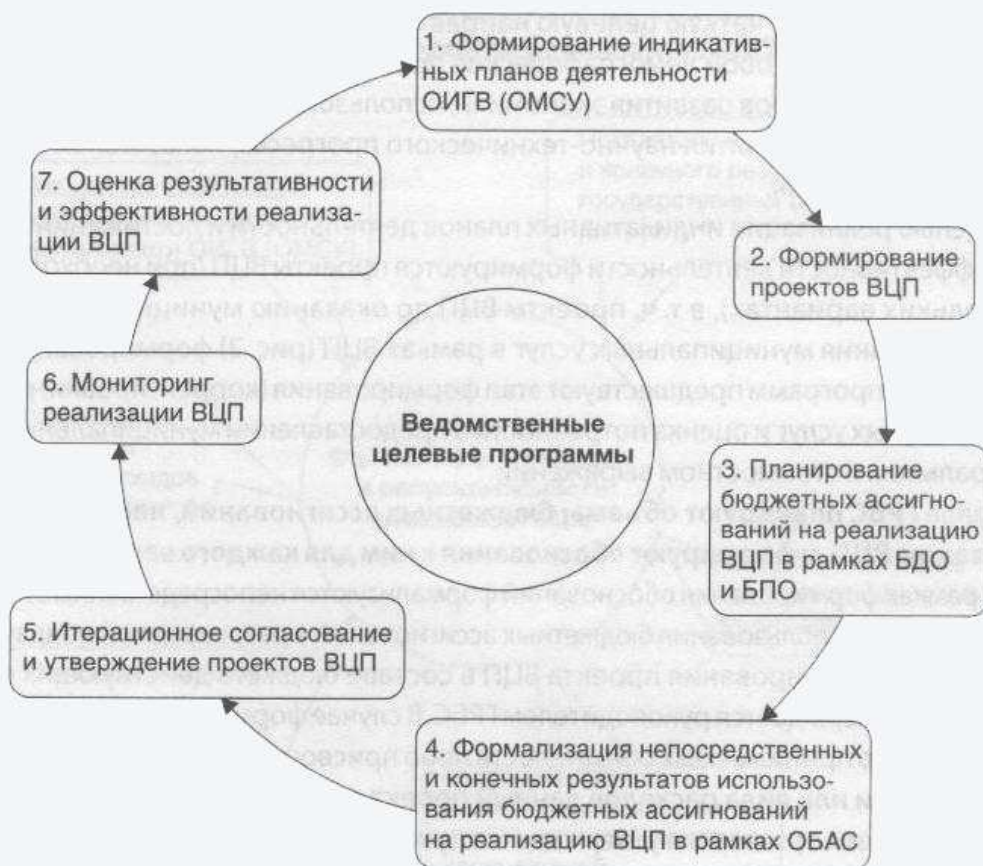 1. Формирование индикатив-
ных планов деятельности
ОИГВ (ОМСУ)
2. Формирование
проектов ВЦП
3. Планирование
бюджетных ассигно-
ваний на реализацию
ВЦП в рамках БДО
и БПО
4. Формализация непосредственных
и конечных результатов использо-
вания бюджетных ассигнований
на реализацию ВЦП в рамках ОБАС
5. Итерационное согласование
и утверждение проектов ВЦП
6. Мониторинг
реализации ВЦП
7. Оценка результативности
и эффективности реализа-
ции ВЦП
Ведомственные
целевые программы